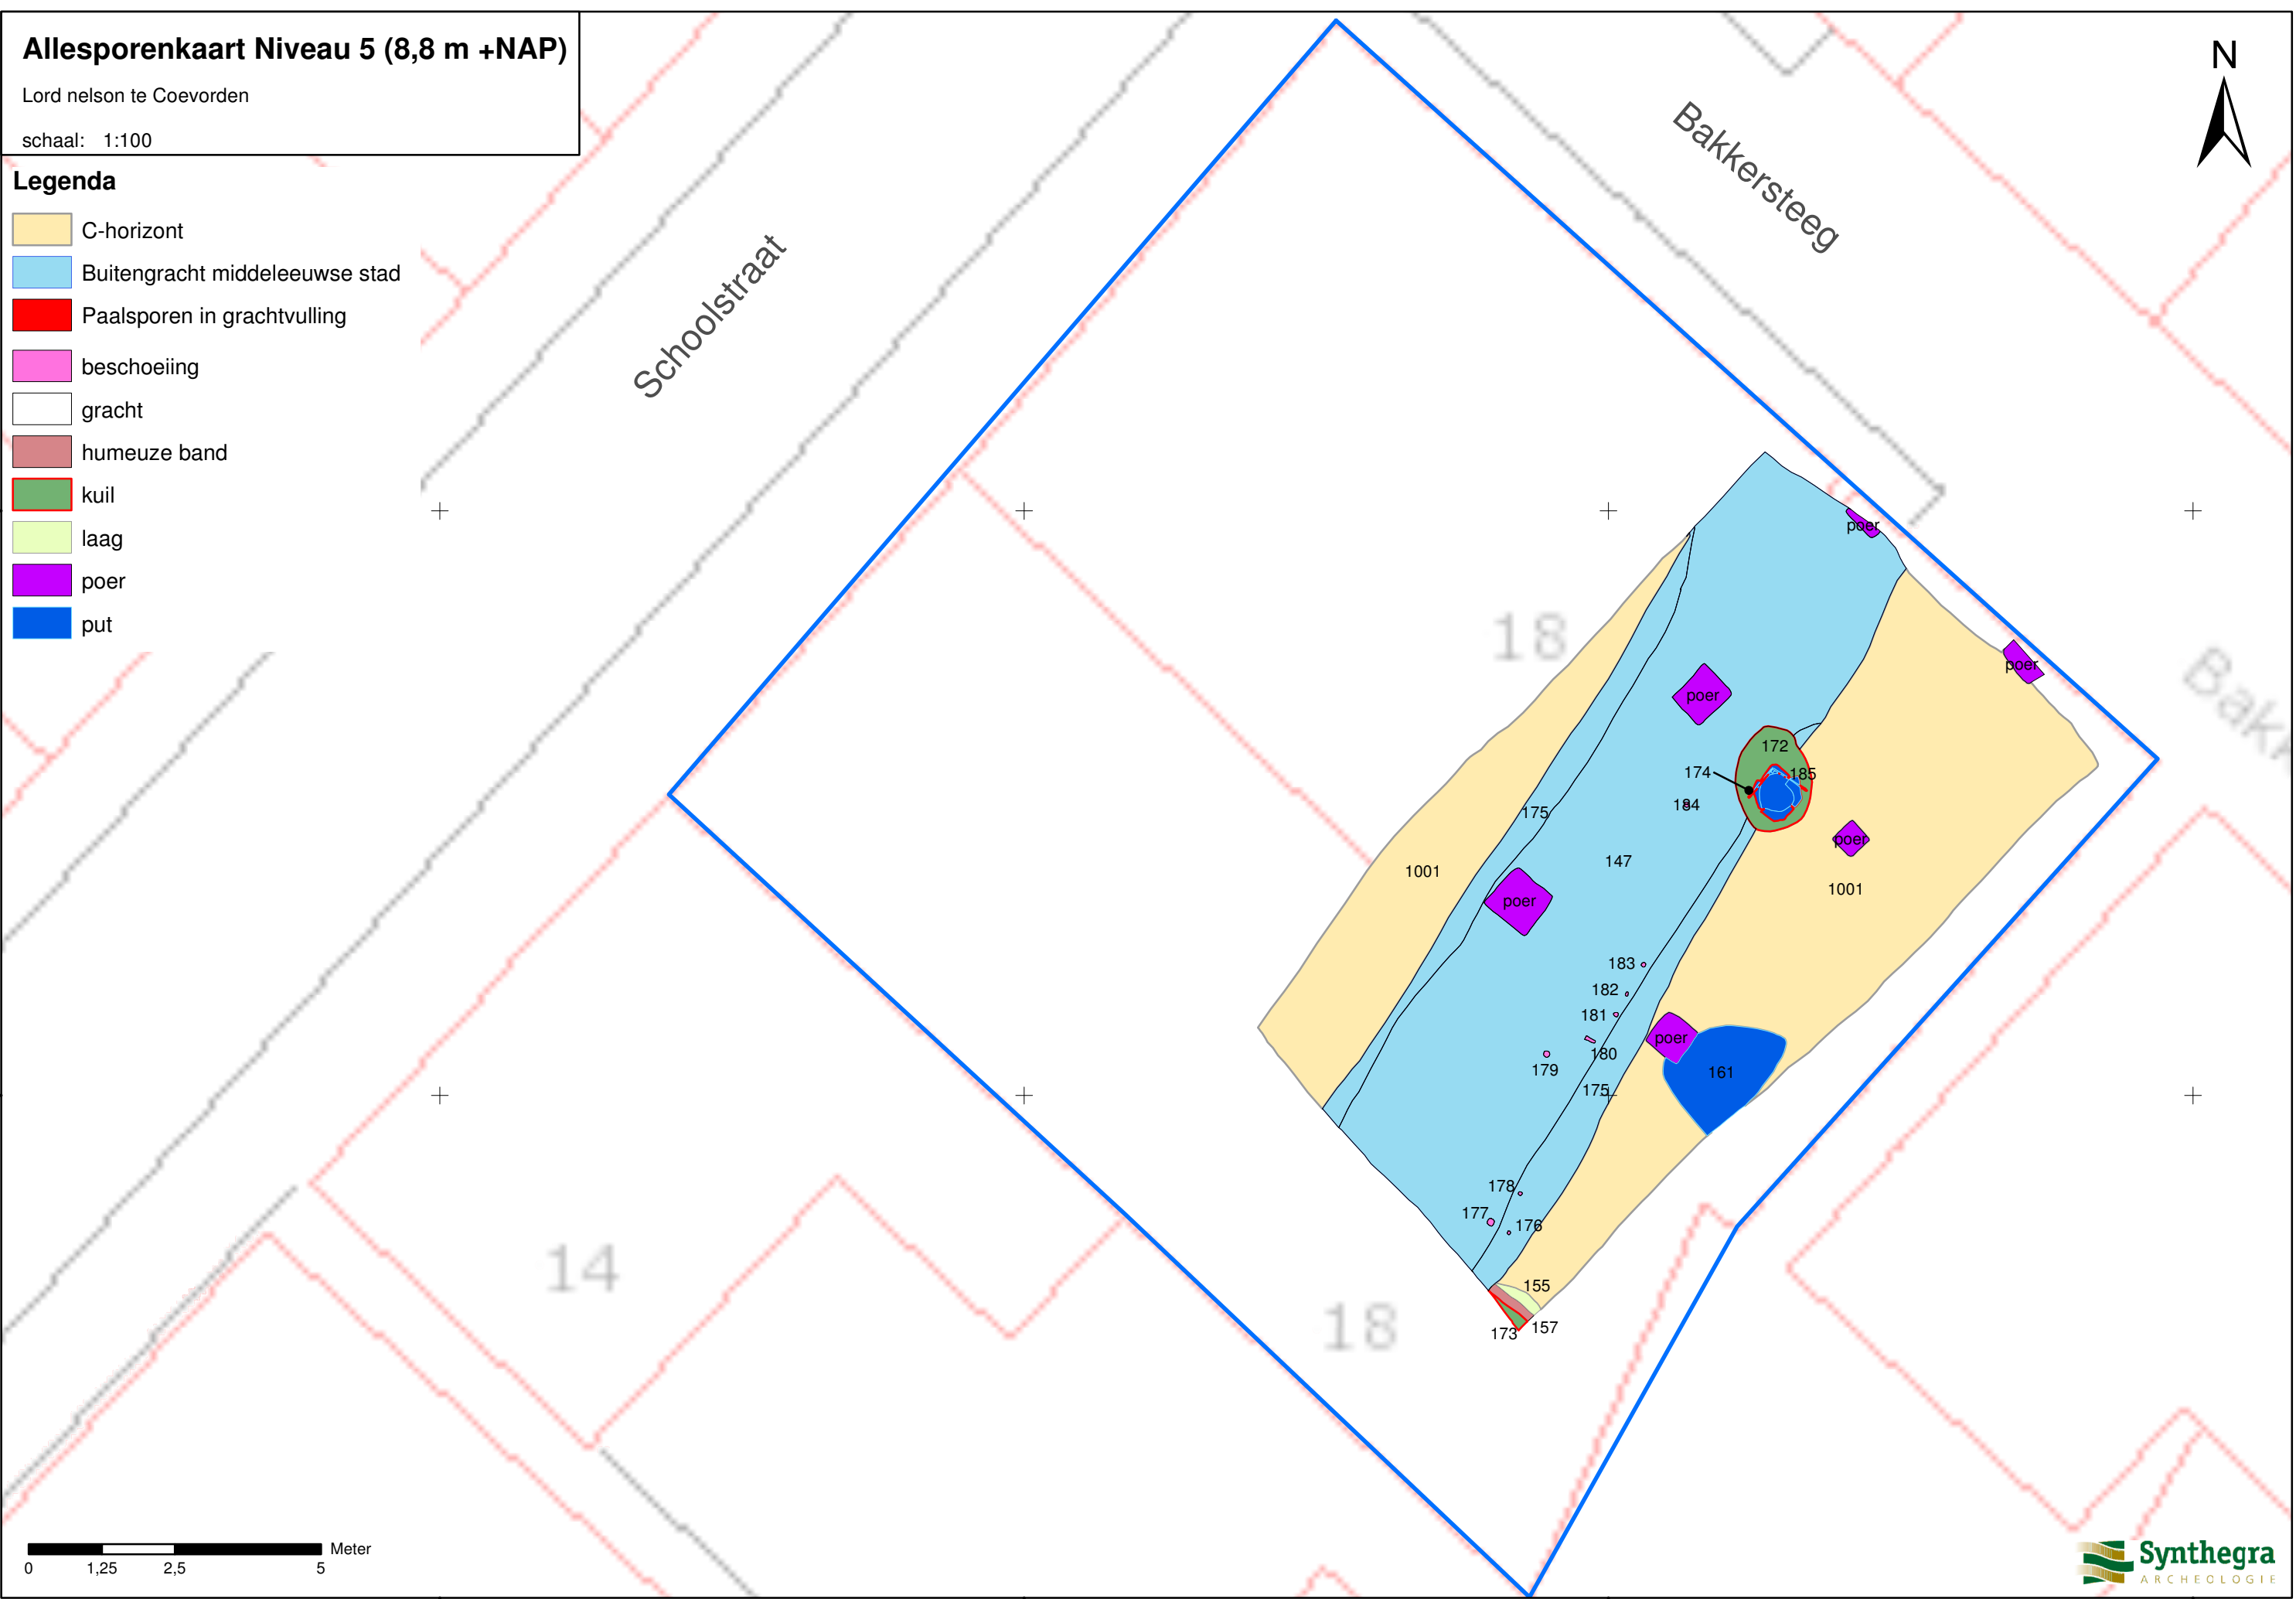 Allesporenkaart Niveau 5 (8,8 m +NAP)
Lord nelson te Coevorden
schaal: 1:100
Legenda
C-horizont
Buitengracht middeleeuwse stad
Paalsporen in grachtvulling
beschoeiing
gracht
humeuze band
kuil
laag
poer
put
N
Bakkersteeg
Schoolstraat
poer
18
poer
Bakk
poer
172
174
185
184
175
poer
147
1001
1001
poer
183
182
181
poer
180
179
161
175
178
177
176
14
155
18
157
173
Meter
0 1,25 2,5 5
Synthegra
ARCHEOLOGIE